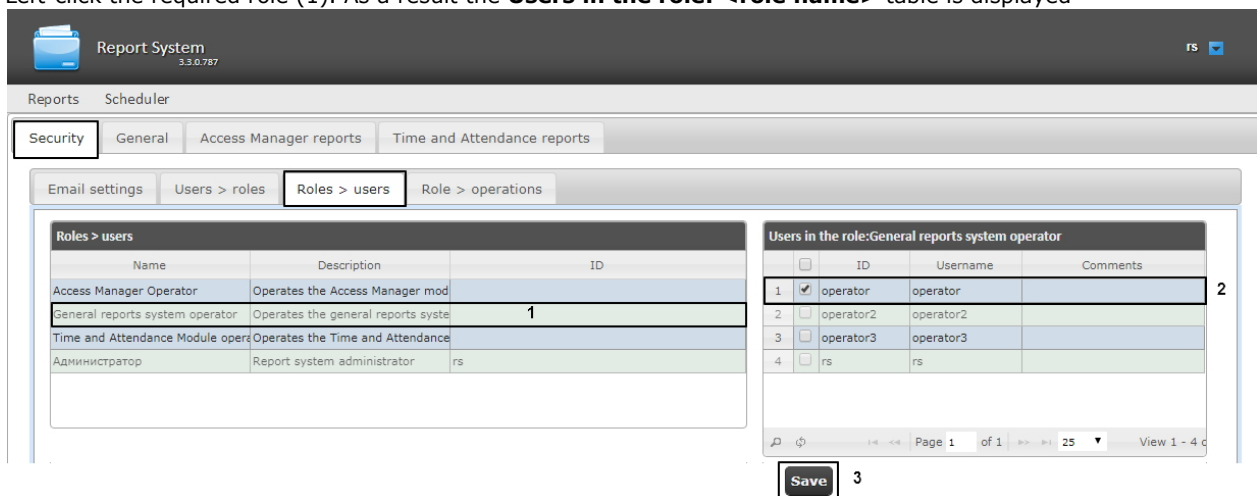 Left-click the required role (1). As a result the Users in the role: <role name> table is displayed
Report System
3.3.0.787
rs
Reports Scheduler
Security General Access Manager reports Time and Attendance reports
Email settings Users > roles Roles > users Role > operations
Roles > users
Name Description ID
Access Manager Operator Operates the Access Manager mod
General reports system operator Operates the general reports syste 1
Time and Attendance Module opera Operates the Time and Attendance
Администратор Report system administrator rs
Users in the role:General reports system operator
ID Username Comments
1 operator operator 2
2 operator2 operator2
3 operator3 operator3
4 rs rs
Page 1 of 1 25 View 1 - 4
Save 3